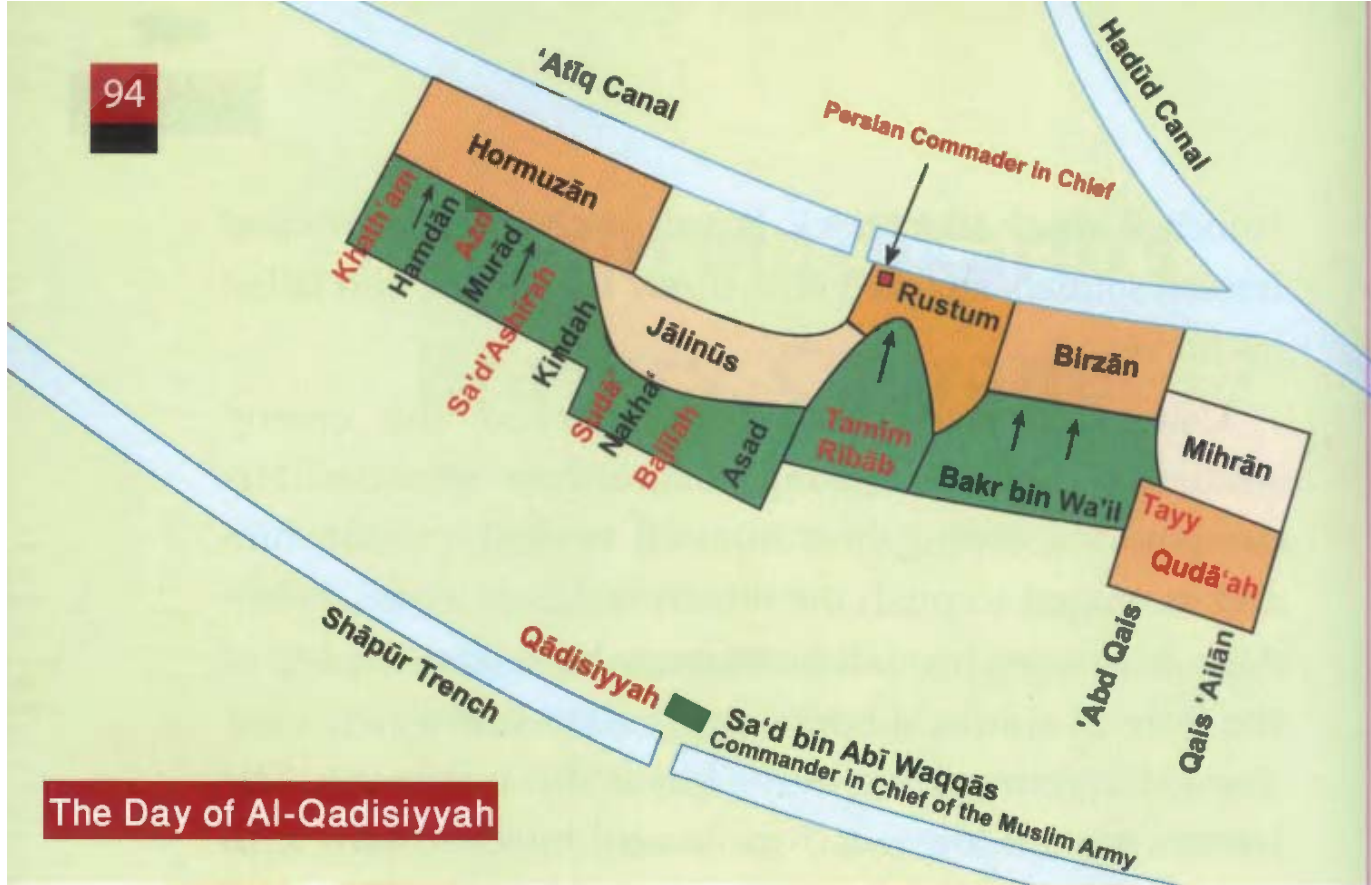 94
'Atīq Canal
Hadūd Canal
Persian Commader in Chief
Hormuzān
Khath'am
Hamdān
Azd
Murād
Sa'd'Ashirah
Kindah
Jālinūs
Rustum
Birzān
Mihrān
Sudā'
Nakha'
Bajilah
Asad
Tamīm
Ribāb
Bakr bin Wa'il
Tayy
Qudā'ah
'Abd Qais
Qais 'Ailān
Shāpūr Trench
Qādisiyyah
Sa'd bin Abī Waqqās
Commander in Chief of the Muslim Army
The Day of Al-Qadisiyyah